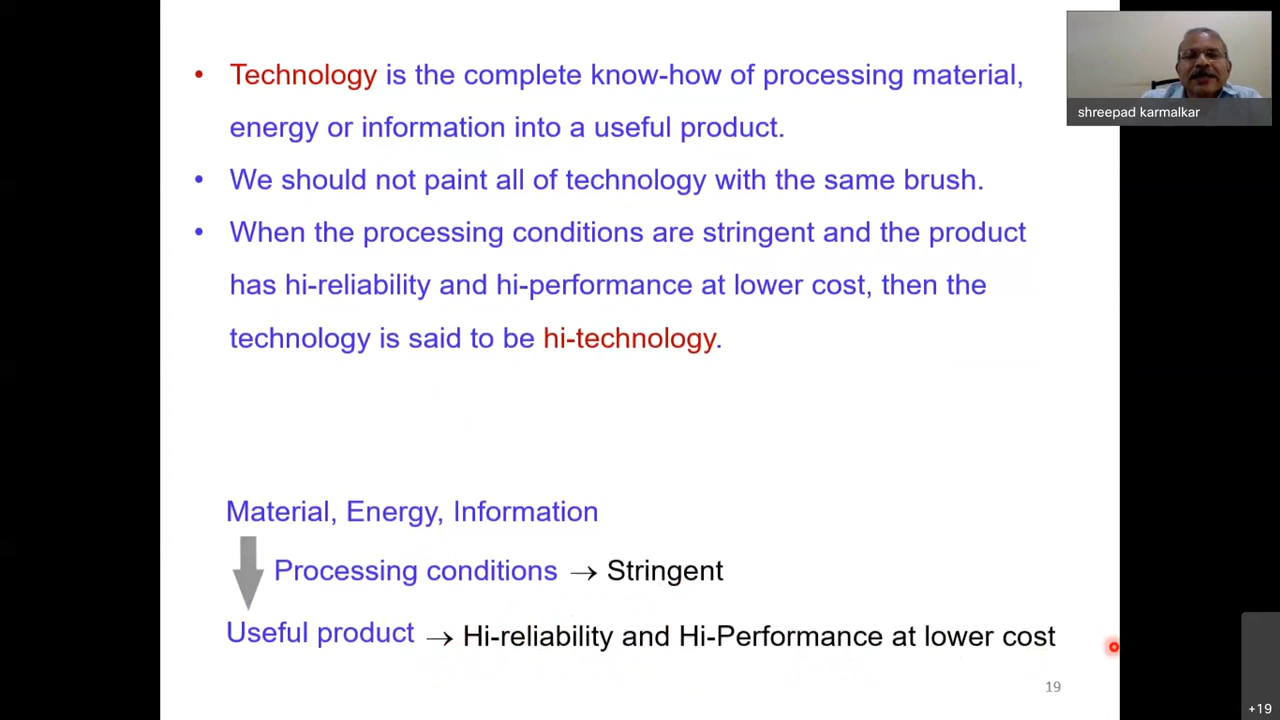 • Technology is the complete know-how of processing material,
energy or information into a useful product.
• We should not paint all of technology with the same brush.
• When the processing conditions are stringent and the product
has hi-reliability and hi-performance at lower cost, then the
technology is said to be hi-technology.
shreepad karmalkar
Material, Energy, Information
Processing conditions → Stringent
Useful product → Hi-reliability and Hi-Performance at lower cost
19
+19